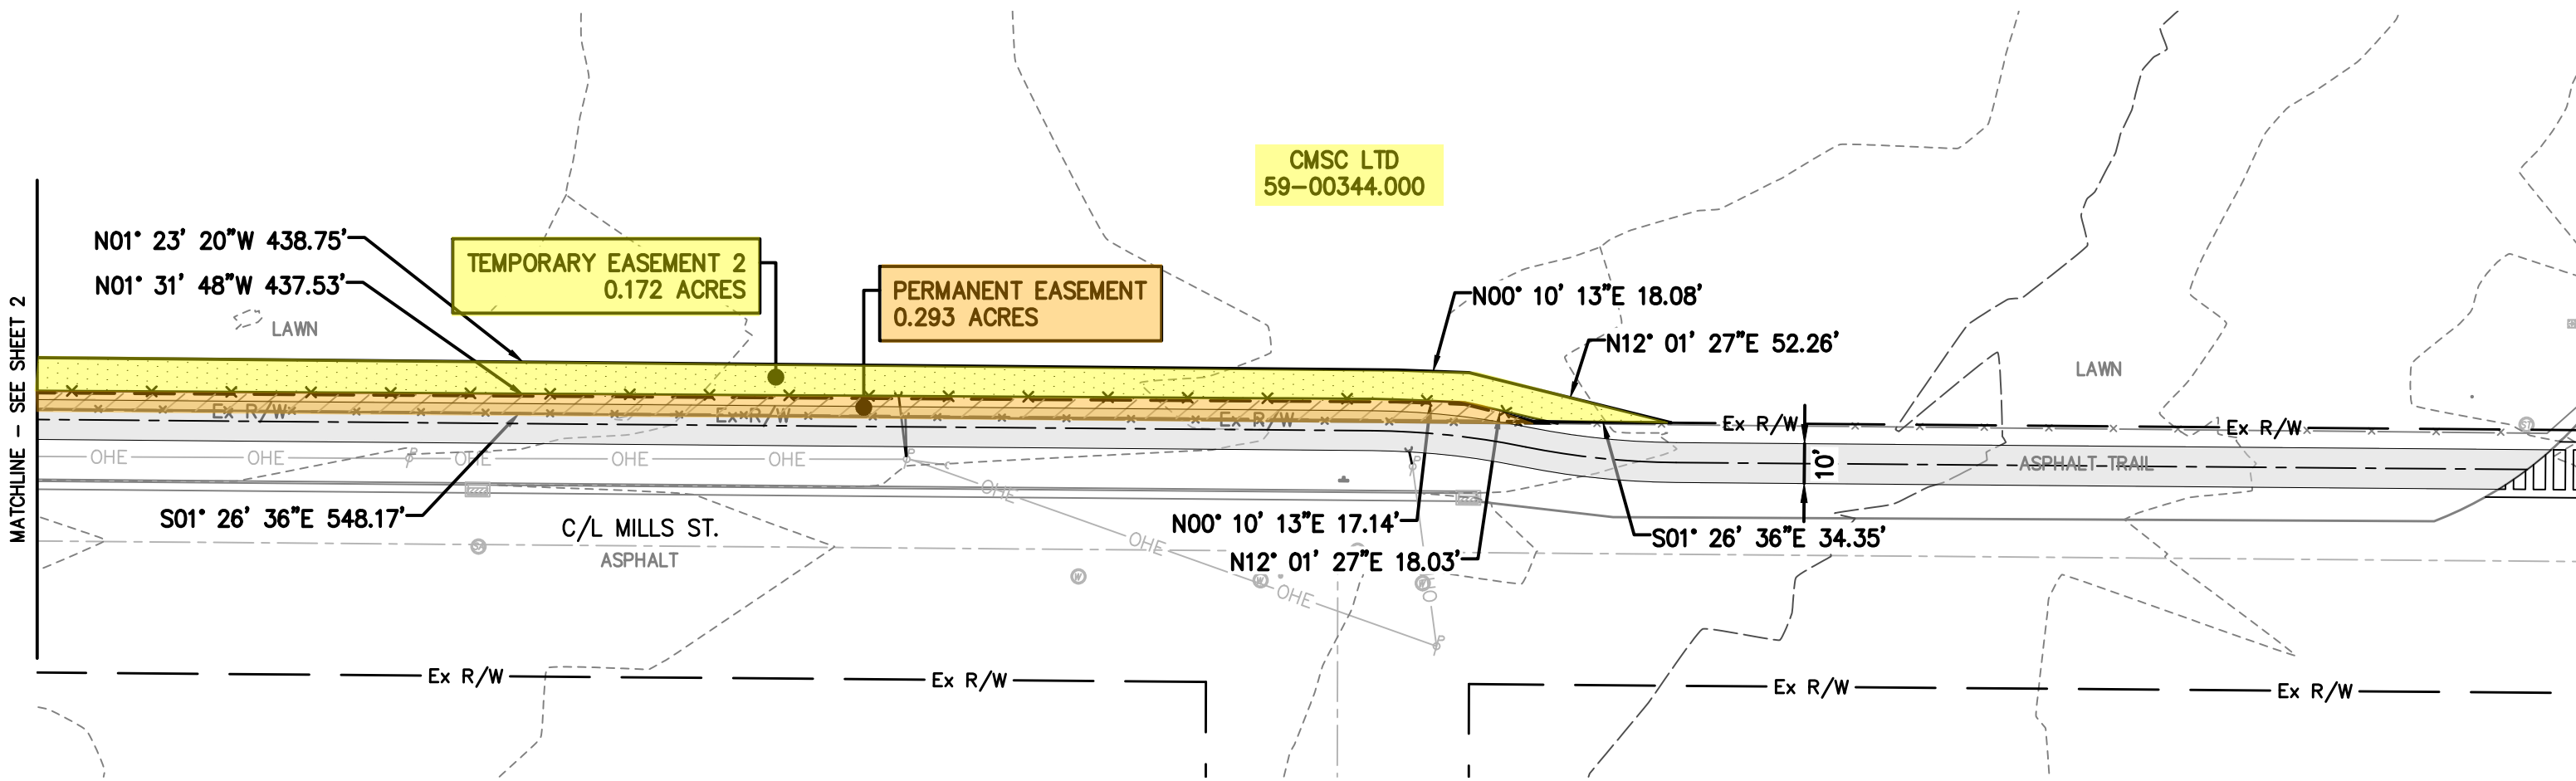 CMSC LTD
59-00344.000
N01° 23' 20"W 438.75'
N01° 31' 48"W 437.53'
TEMPORARY EASEMENT 2
0.172 ACRES
PERMANENT EASEMENT
0.293 ACRES
N00° 10' 13"E 18.08'
N12° 01' 27"E 52.26'
MATCHLINE - SEE SHEET 2
LAWN
LAWN
Ex R/W
Ex R/W
Ex R/W
Ex R/W
Ex R/W
OHE
OHE
OHE
OHE
OHE
10'
ASPHALT TRAIL
OHE
S01° 26' 36"E 548.17'
C/L MILLS ST.
ASPHALT
N00° 10' 13"E 17.14'
N12° 01' 27"E 18.03'
S01° 26' 36"E 34.35'
OHE
OHE
OHE
W
W
W
Ex R/W
Ex R/W
Ex R/W
Ex R/W